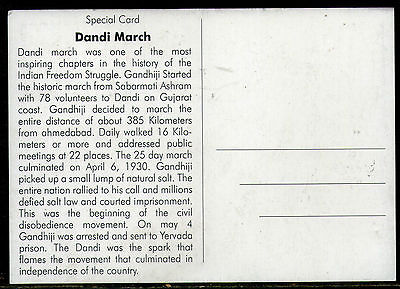 Special Card
Dandi March
Dandi march was one of the most
inspiring chapters in the history of the
Indian Freedom Struggle. Gandhiji Started
the historic march from Sabarmati Ashram
with 78 volunteers to Dandi on Gujarat
coast. Gandhiji decided to march the
entire distance of about 385 Kilometers
from ahmedabad. Daily walked 16 Kilo-
meters or more and addressed public
meetings at 22 places. The 25 day march
culminated on April 6, 1930. Gandhiji
picked up a small lump of natural salt. The
entire nation rallied to his call and millions
defied salt law and courted imprisonment.
This was the beginning of the civil
disobedience movement. On may 4
Gandhiji was arrested and sent to Yervada
prison. The Dandi was the spark that
flames the movement that culminated in
independence of the country.